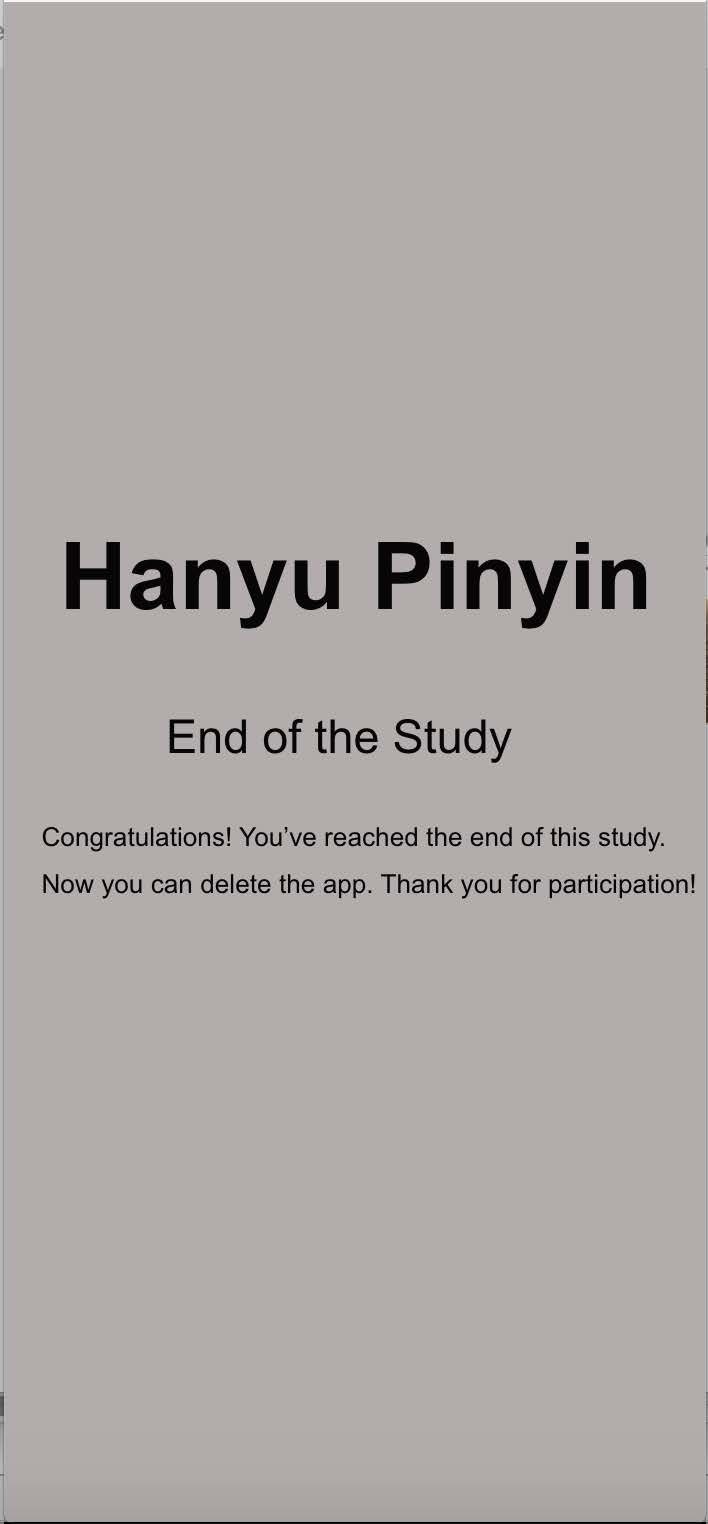 Hanyu Pinyin
End of the Study
Congratulations! You’ve reached the end of this study.
Now you can delete the app. Thank you for participation!